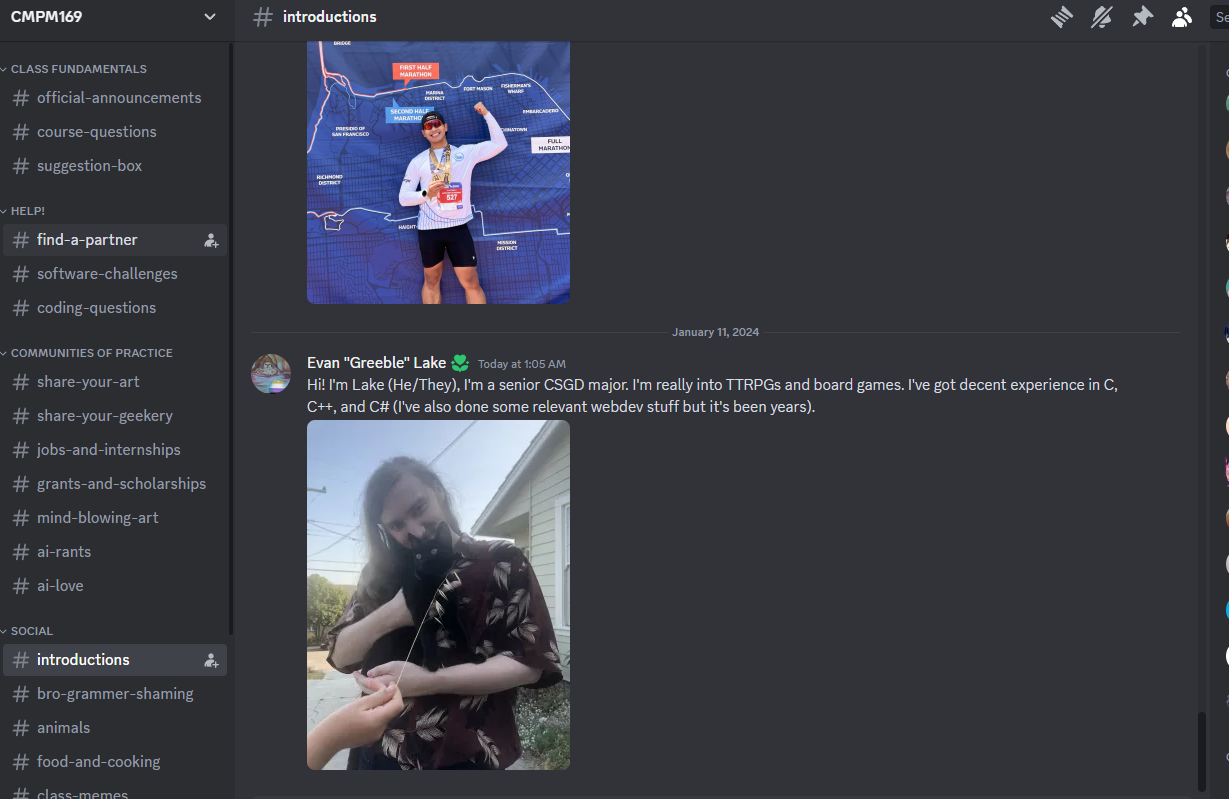 CMPM169
CLASS FUNDAMENTALS
# official-announcements
# course-questions
# suggestion-box
HELP!
# find-a-partner
# software-challenges
# coding-questions
COMMUNITIES OF PRACTICE
# share-your-art
# share-your-geekery
# jobs-and-internships
# grants-and-scholarships
# mind-blowing-art
# ai-rants
# ai-love
SOCIAL
# introductions
# bro-grammer-shaming
# animals
# food-and-cooking
# class-memes
# introductions
Se
BRIDGE
FIRST HALF
MARATHON
MARINA
DISTRICT
FORT MASON
FISHERMAN'S
WHARF
SECOND HALF
MARATHO
EMBARCADERO
PRESIDIO OF
SAN FRANCISCO
CHINATOWN
FULL
MARATHON
RICHMOND
DISTRICT
527
HAIGHT
MISSION
DISTRICT
January 11, 2024
Evan "Greeble" Lake Today at 1:05 AM
Hi! I'm Lake (He/They), I'm a senior CSGD major. I'm really into TTRPGs and board games. I've got decent experience in C,
C++, and C# (I've also done some relevant webdev stuff but it's been years).